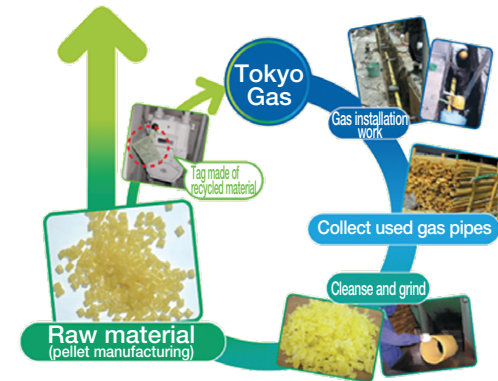 Tokyo
Gas
Gas installation
work
Tag made of
recycled material
Collect used gas pipes
Cleanse and grind
Raw material
(pellet manufacturing)